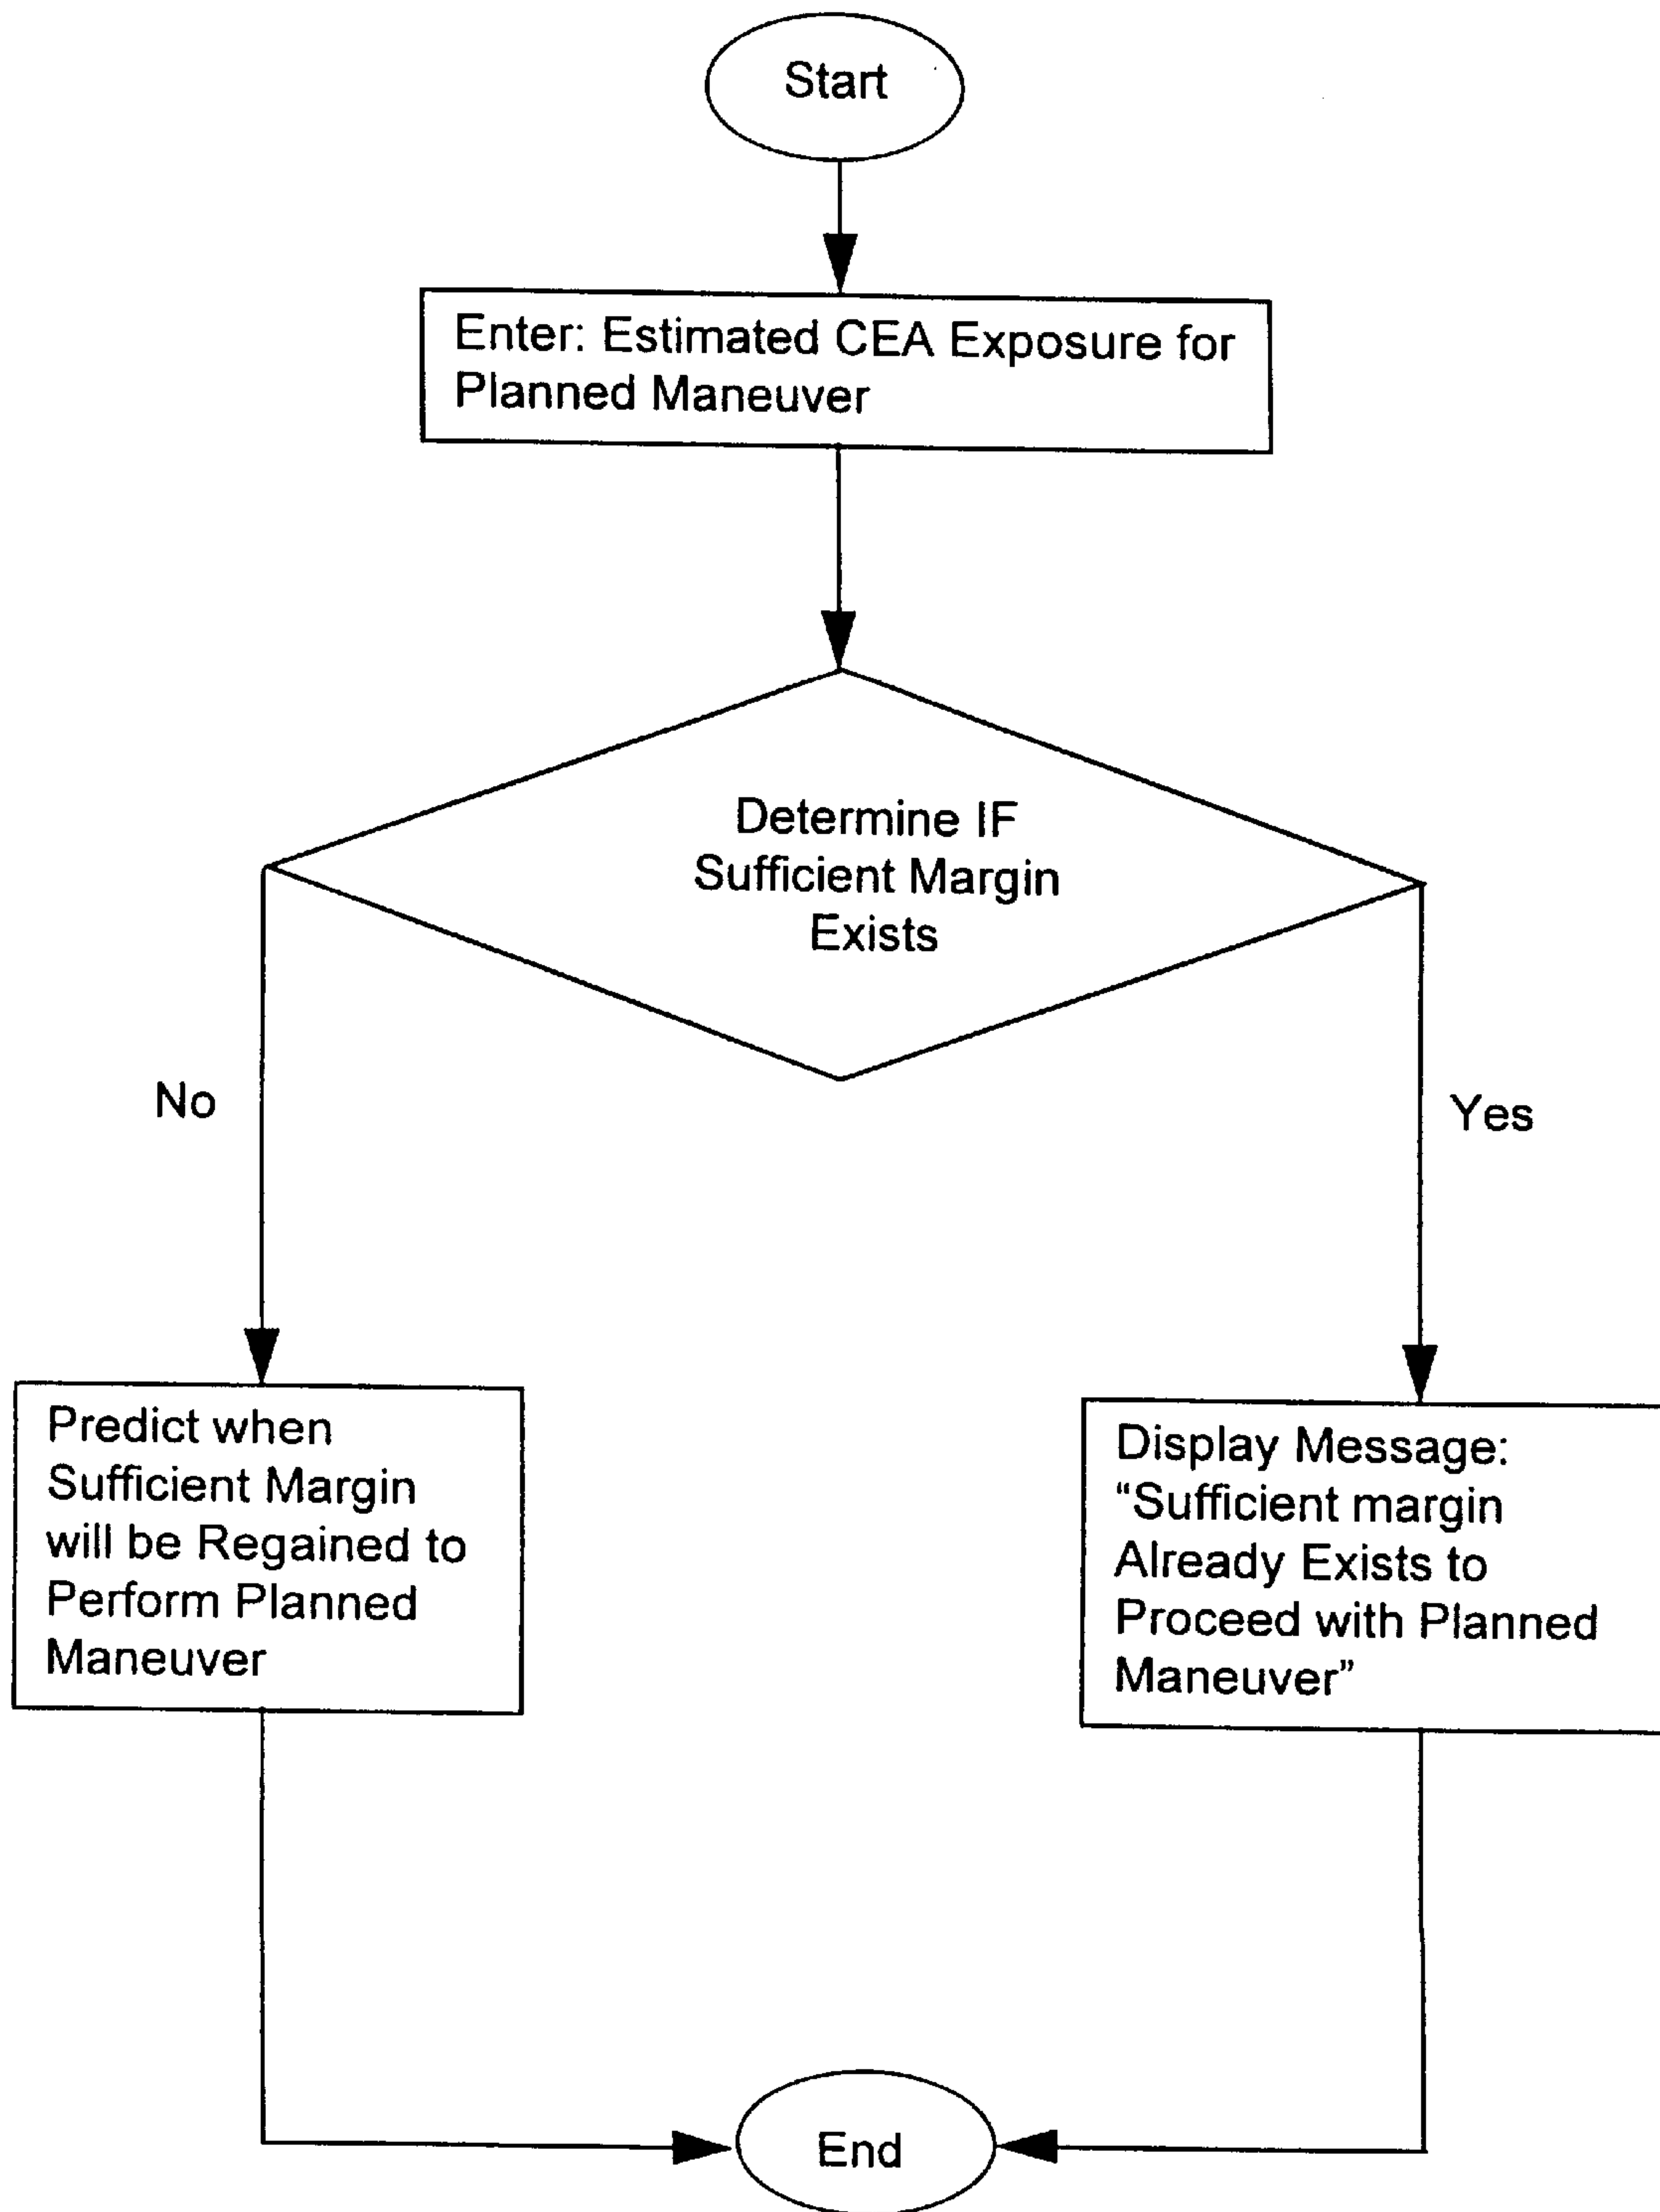 Start
Enter: Estimated CEA Exposure for
Planned Maneuver
Determine IF
Sufficient Margin
Exists
No
Yes
Predict when
Sufficient Margin
will be Regained to
Perform Planned
Maneuver
Display Message:
“Sufficient margin
Already Exists to
Proceed with Planned
Maneuver”
End